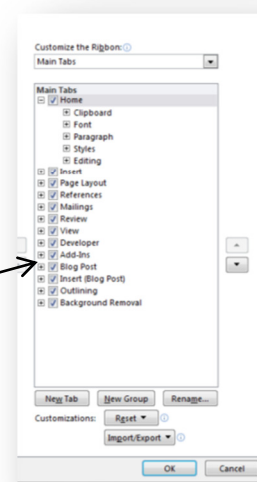 Customize the Ribbon:
Main Tabs
Main Tabs
Home
Clipboard
Font
Paragraph
Styles
Editing
Insert
Page Layout
References
Mailings
Review
View
Developer
Add-Ins
Blog Post
Insert (Blog Post)
Outlining
Background Removal
New Tab New Group Rename...
Customizations: Reset
Import/Export
OK Cancel